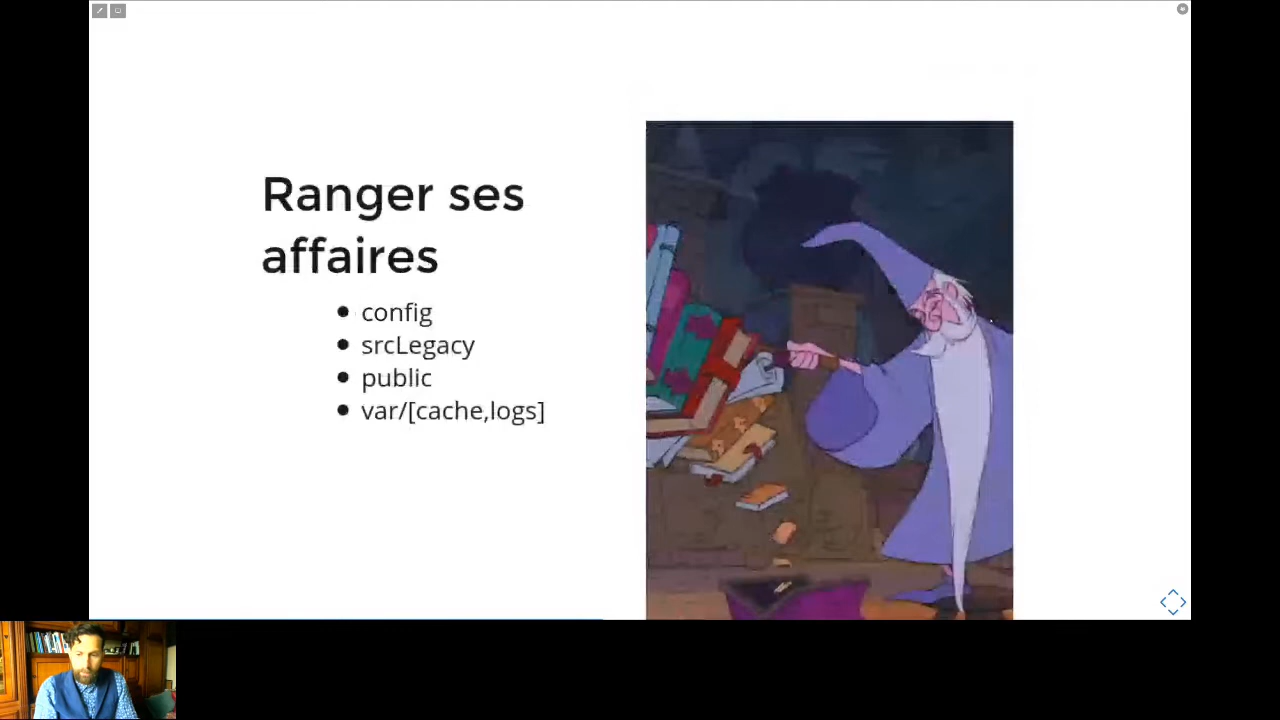 Ranger ses
affaires
config
srcLegacy
public
var/[cache,logs]